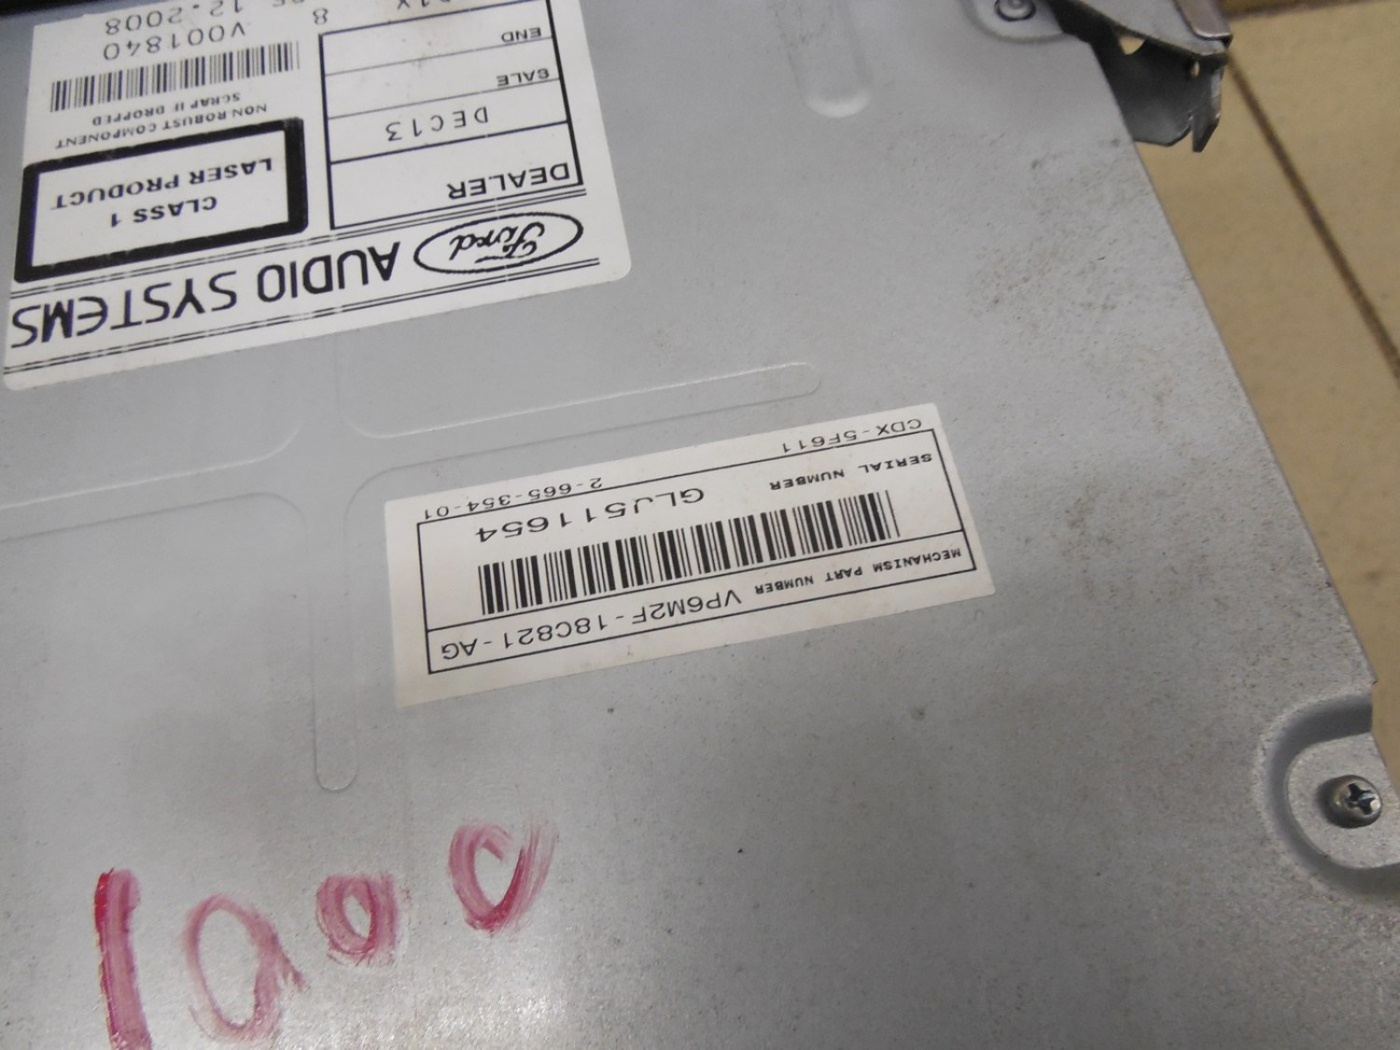 Ford AUDIO SYSTEMS
DEALER
DEC13
SALE
END
CLASS 1
LASER PRODUCT
NON ROBUST COMPONENT
SCRAP IF DROPPED
V001840
12.2008
8
MECHANISM PART NUMBER VP6M2F-18C821-AG
SERIAL NUMBER GLJ511654
CDX-5F611 2-665-354-01
1000